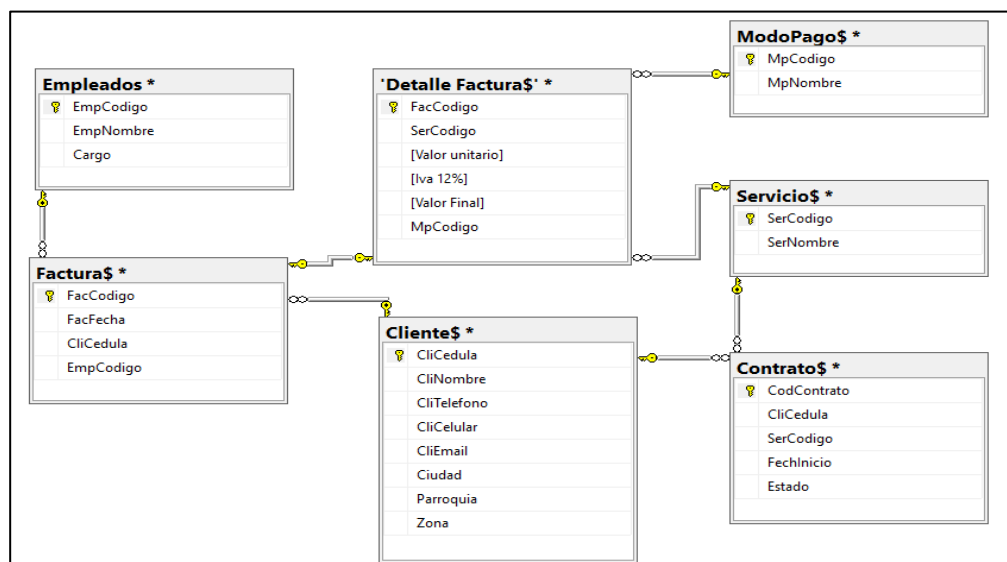 Empleados *
EmpCodigo
EmpNombre
Cargo
'Detalle Factura$' *
FacCodigo
SerCodigo
[Valor unitario]
[Iva 12%]
[Valor Final]
MpCodigo
ModoPago$ *
MpCodigo
MpNombre
Servicio$ *
SerCodigo
SerNombre
Factura$ *
FacCodigo
FacFecha
CliCedula
EmpCodigo
Cliente$ *
CliCedula
CliNombre
CliTelefono
CliCelular
CliEmail
Ciudad
Parroquia
Zona
Contrato$ *
CodContrato
CliCedula
SerCodigo
FechInicio
Estado